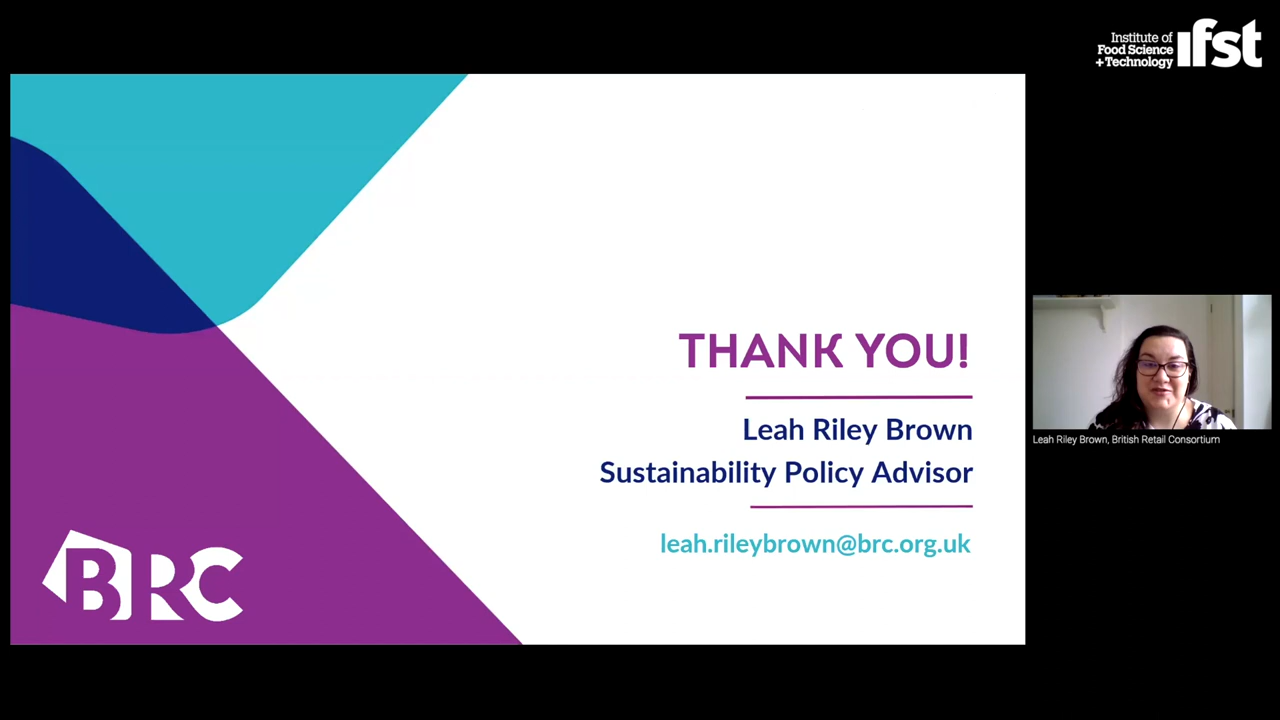 Institute of
Food Science
+Technology
ifst
THANK YOU!
Leah Riley Brown
Sustainability Policy Advisor
leah.rileybrown@brc.org.uk
BRC
Leah Riley Brown, British Retail Consortium